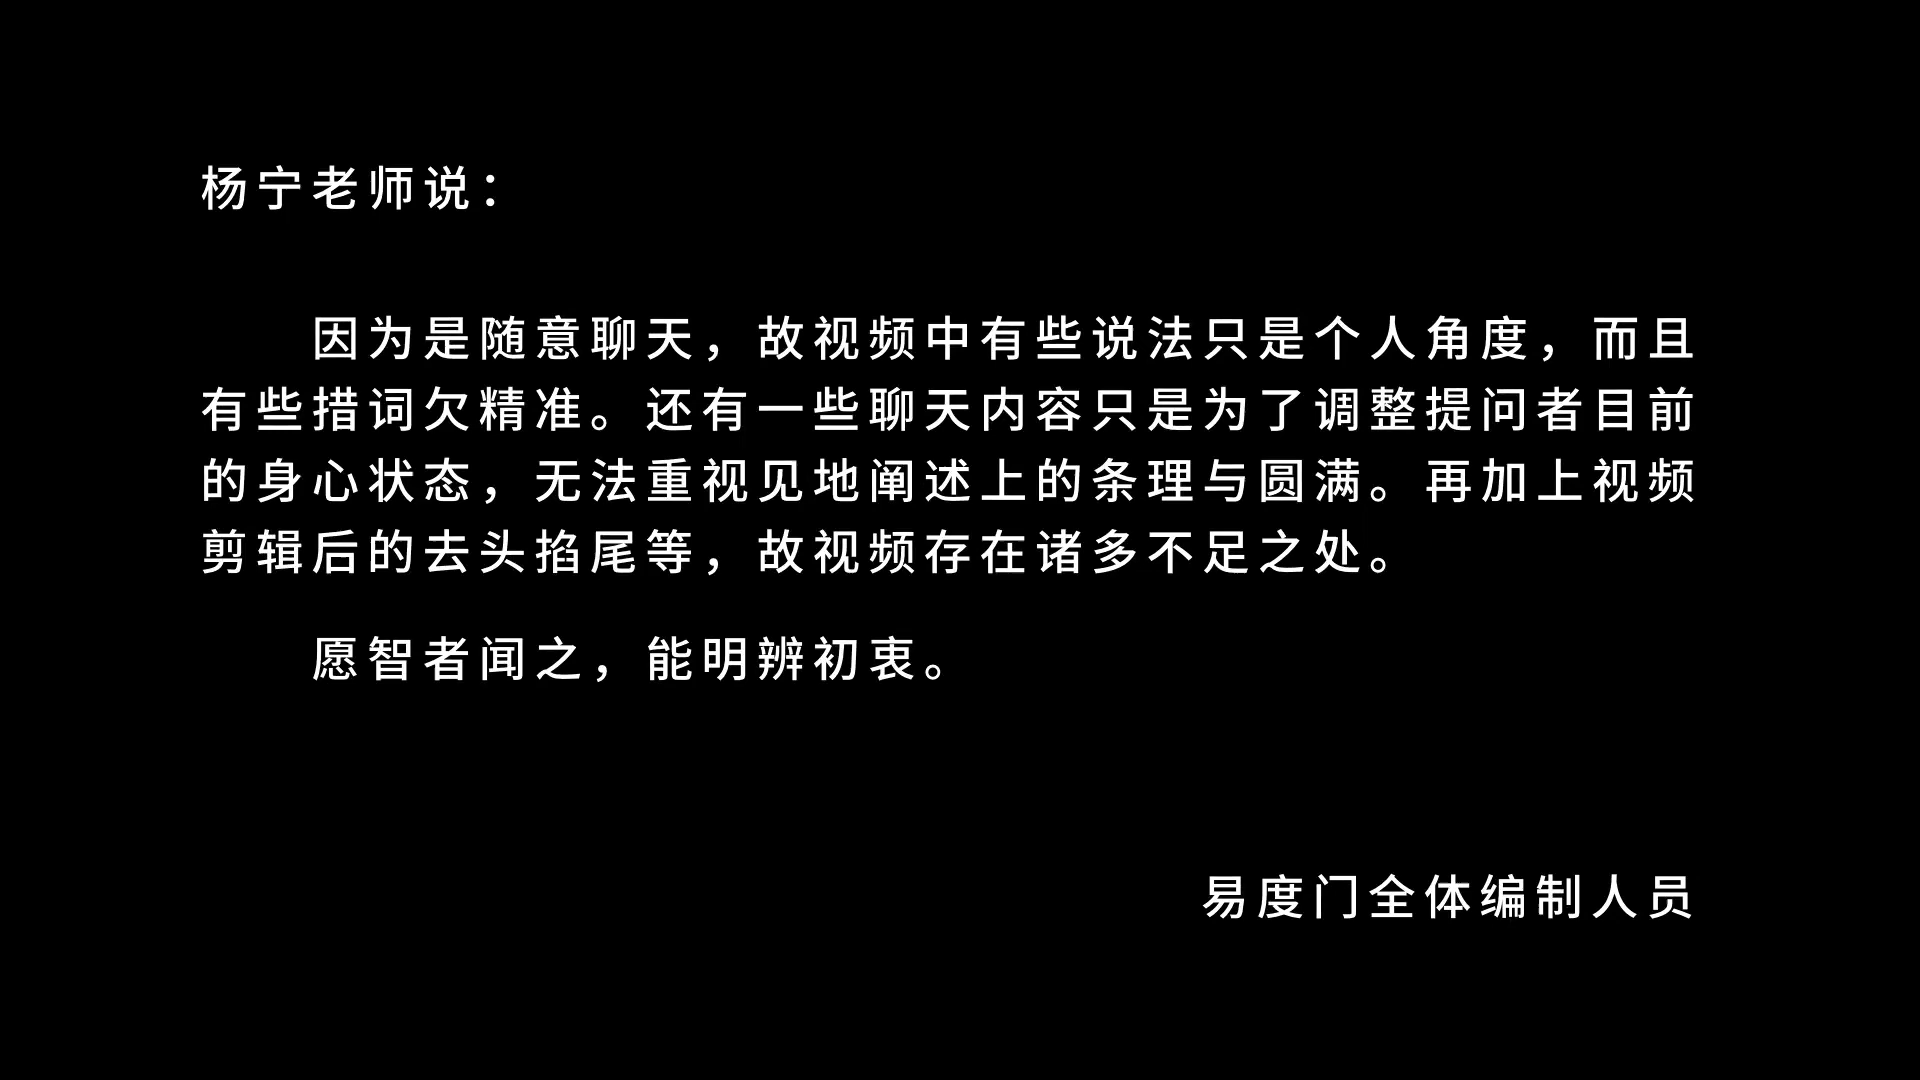 杨宁老师说：
因为是随意聊天，故视频中有些说法只是个人角度，而且
有些措词欠精准。还有一些聊天内容只是为了调整提问者目前
的身心状态，无法重视见地阐述上的条理与圆满。再加上视频
剪辑后的去头掐尾等，故视频存在诸多不足之处。
愿智者闻之，能明辨初衷。
易度门全体编制人员